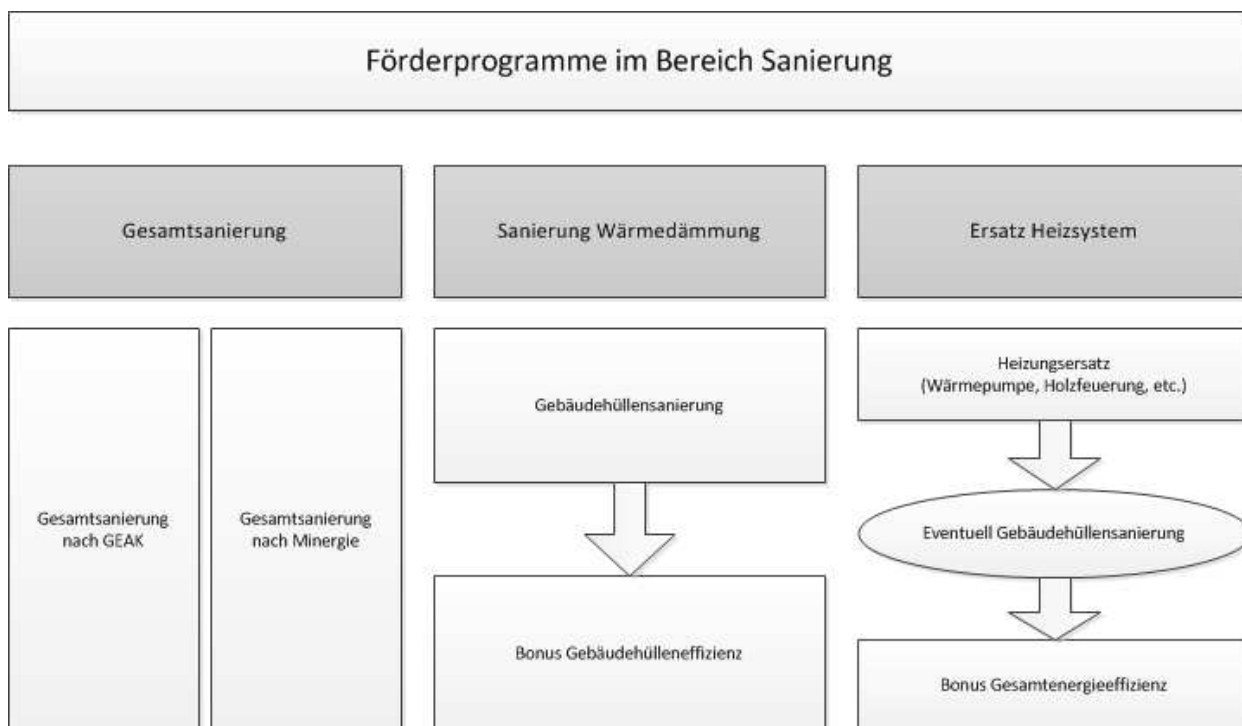 Förderprogramme im Bereich Sanierung
Gesamtsanierung
Sanierung Wärmedämmung
Ersatz Heizsystem
Gesamtsanierung
nach GEAK
Gesamtsanierung
nach Minergie
Gebäudehüllensanierung
Bonus Gebäudehülleneffizienz
Heizungsersatz
(Wärmepumpe, Holzfeuerung, etc.)
Eventuell Gebäudehüllensanierung
Bonus Gesamtenergieeffizienz